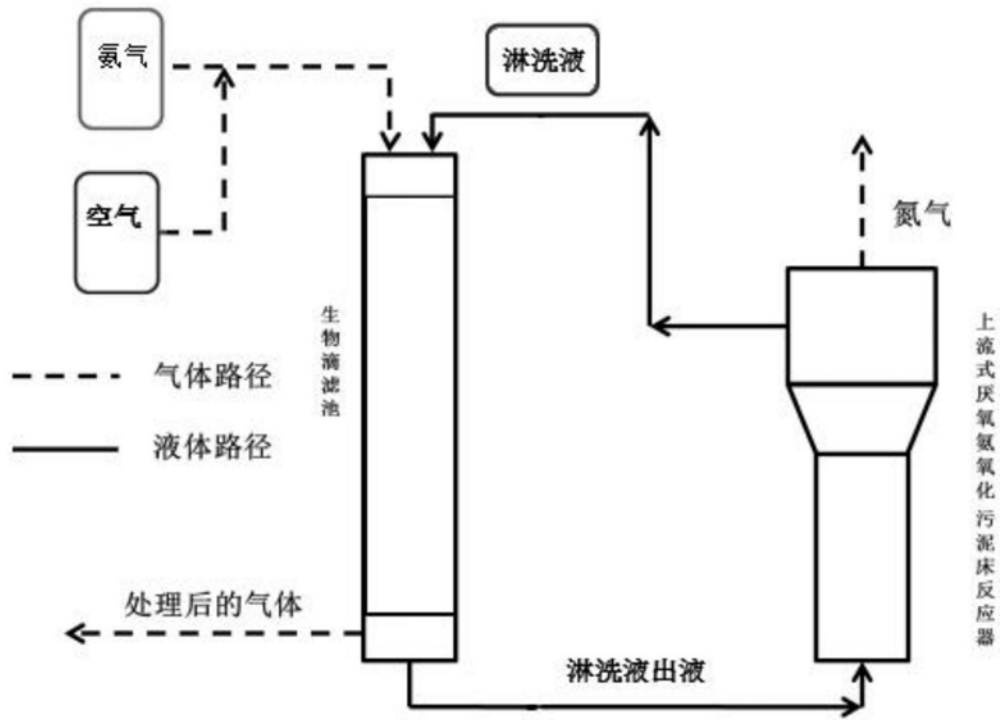 氨气
淋洗液
空气
氮气
生物滴滤池
上流式厌氧氨氧化污泥床反应器
气体路径
液体路径
处理后的气体
淋洗液出液